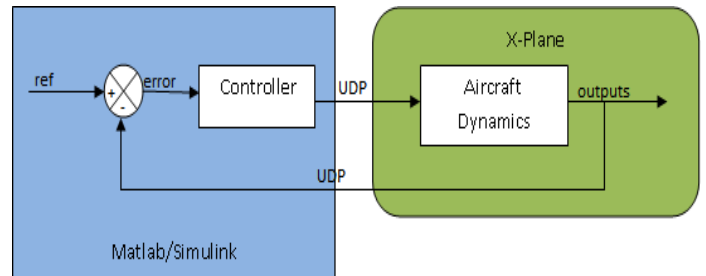 X-Plane
ref
+
-
error
Controller
UDP
Aircraft
Dynamics
outputs
UDP
Matlab/Simulink